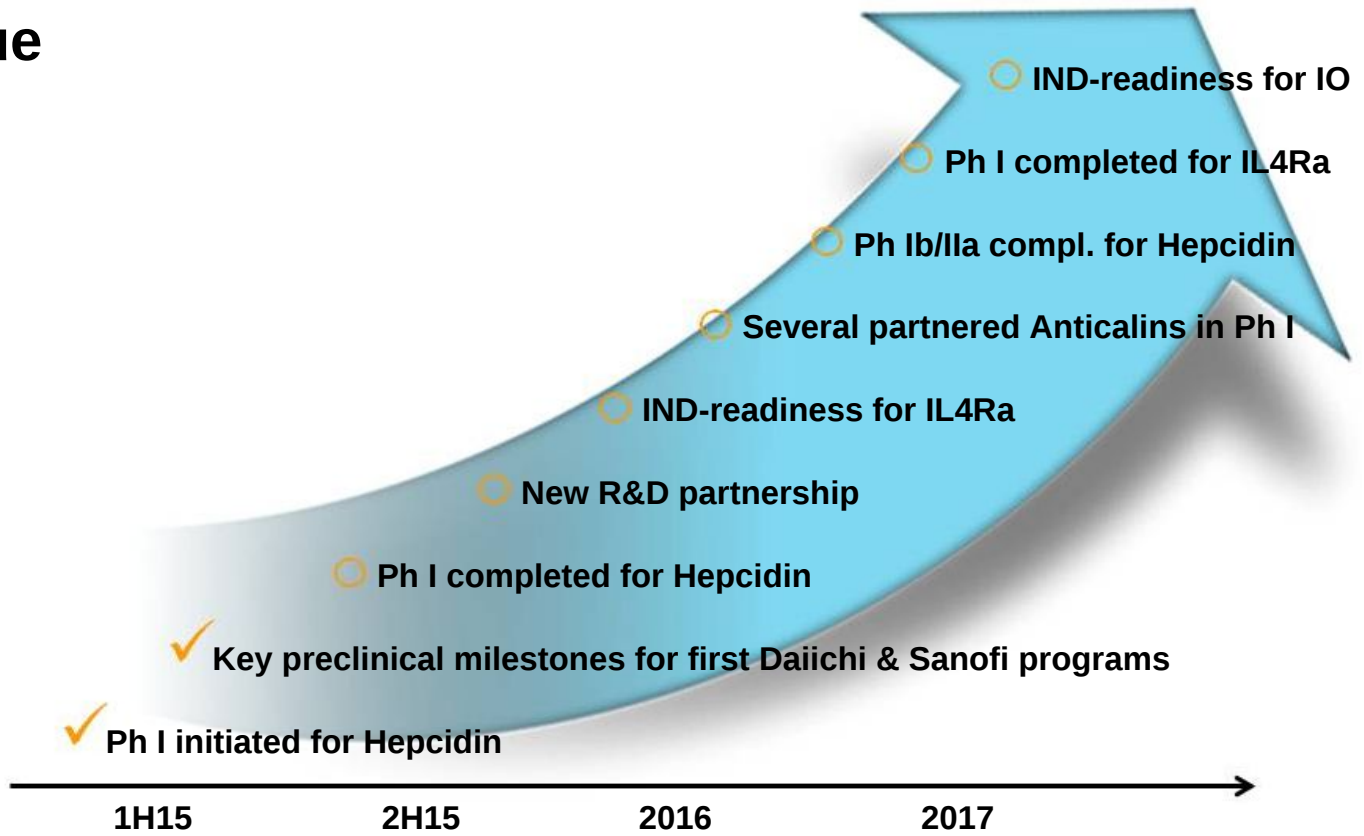 ue
IND-readiness for IO
Ph I completed for IL4Ra
Ph Ib/IIa compl. for Hepcidin
Several partnered Anticalins in Ph I
IND-readiness for IL4Ra
New R&D partnership
Ph I completed for Hepcidin
Key preclinical milestones for first Daiichi & Sanofi programs
Ph I initiated for Hepcidin
1H15 2H15 2016 2017